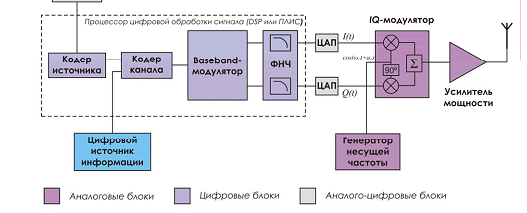 Процессор цифровой обработки сигнала (DSP или ПЛИС)
IQ-модулятор
Кодер
источника
Кодер
канала
Baseband-
модулятор
ФНЧ
ЦАП
I(t)
90°
Σ
ЦАП
Q(t)
Усилитель
мощности
Цифровой
источник
информации
Генератор
несущей
частоты
Аналоговые блоки
Цифровые блоки
Аналого-цифровые блоки